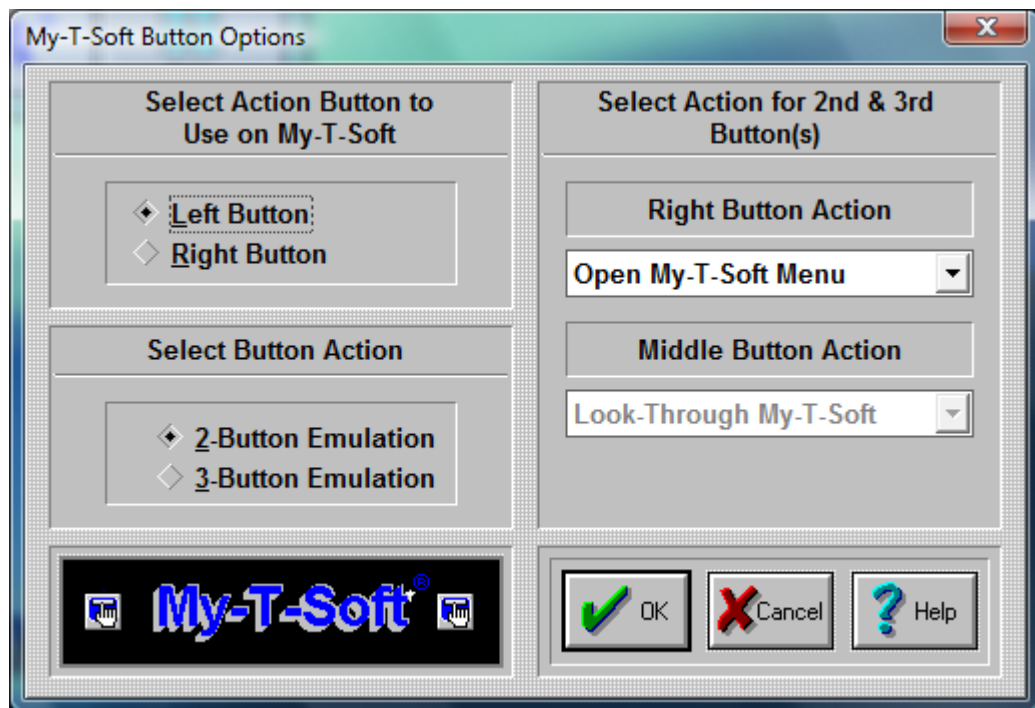 My-T-Soft Button Options
Select Action Button to
Use on My-T-Soft
Left Button
Right Button
Select Button Action
2-Button Emulation
3-Button Emulation
Select Action for 2nd & 3rd
Button(s)
Right Button Action
Open My-T-Soft Menu
Middle Button Action
Look-Through My-T-Soft
My-T-Soft®
OK
Cancel
Help